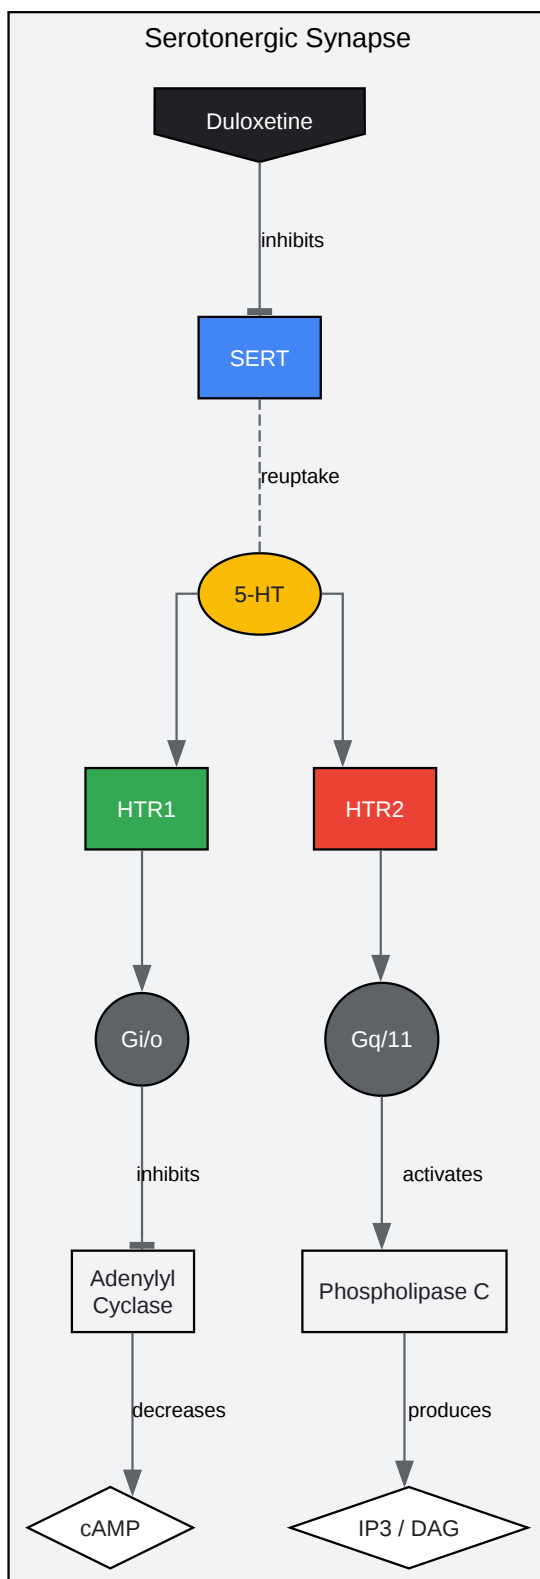 Serotonergic Synapse
Duloxetine
inhibits
SERT
reuptake
5-HT
HTR1
HTR2
Gi/o
Gq/11
inhibits
activates
Adenylyl
Cyclase
Phospholipase C
decreases
produces
cAMP
IP3 / DAG